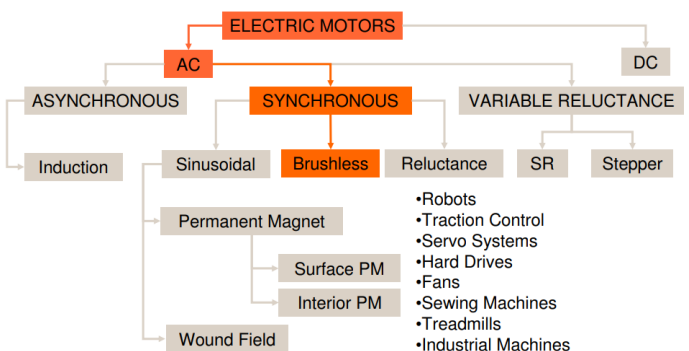 ELECTRIC MOTORS
AC
DC
ASYNCHRONOUS
SYNCHRONOUS
VARIABLE RELUCTANCE
Induction
Sinusoidal
Brushless
Reluctance
SR
Stepper
Permanent Magnet
Surface PM
Interior PM
Wound Field
•Robots
•Traction Control
•Servo Systems
•Hard Drives
•Fans
•Sewing Machines
•Treadmills
•Industrial Machines